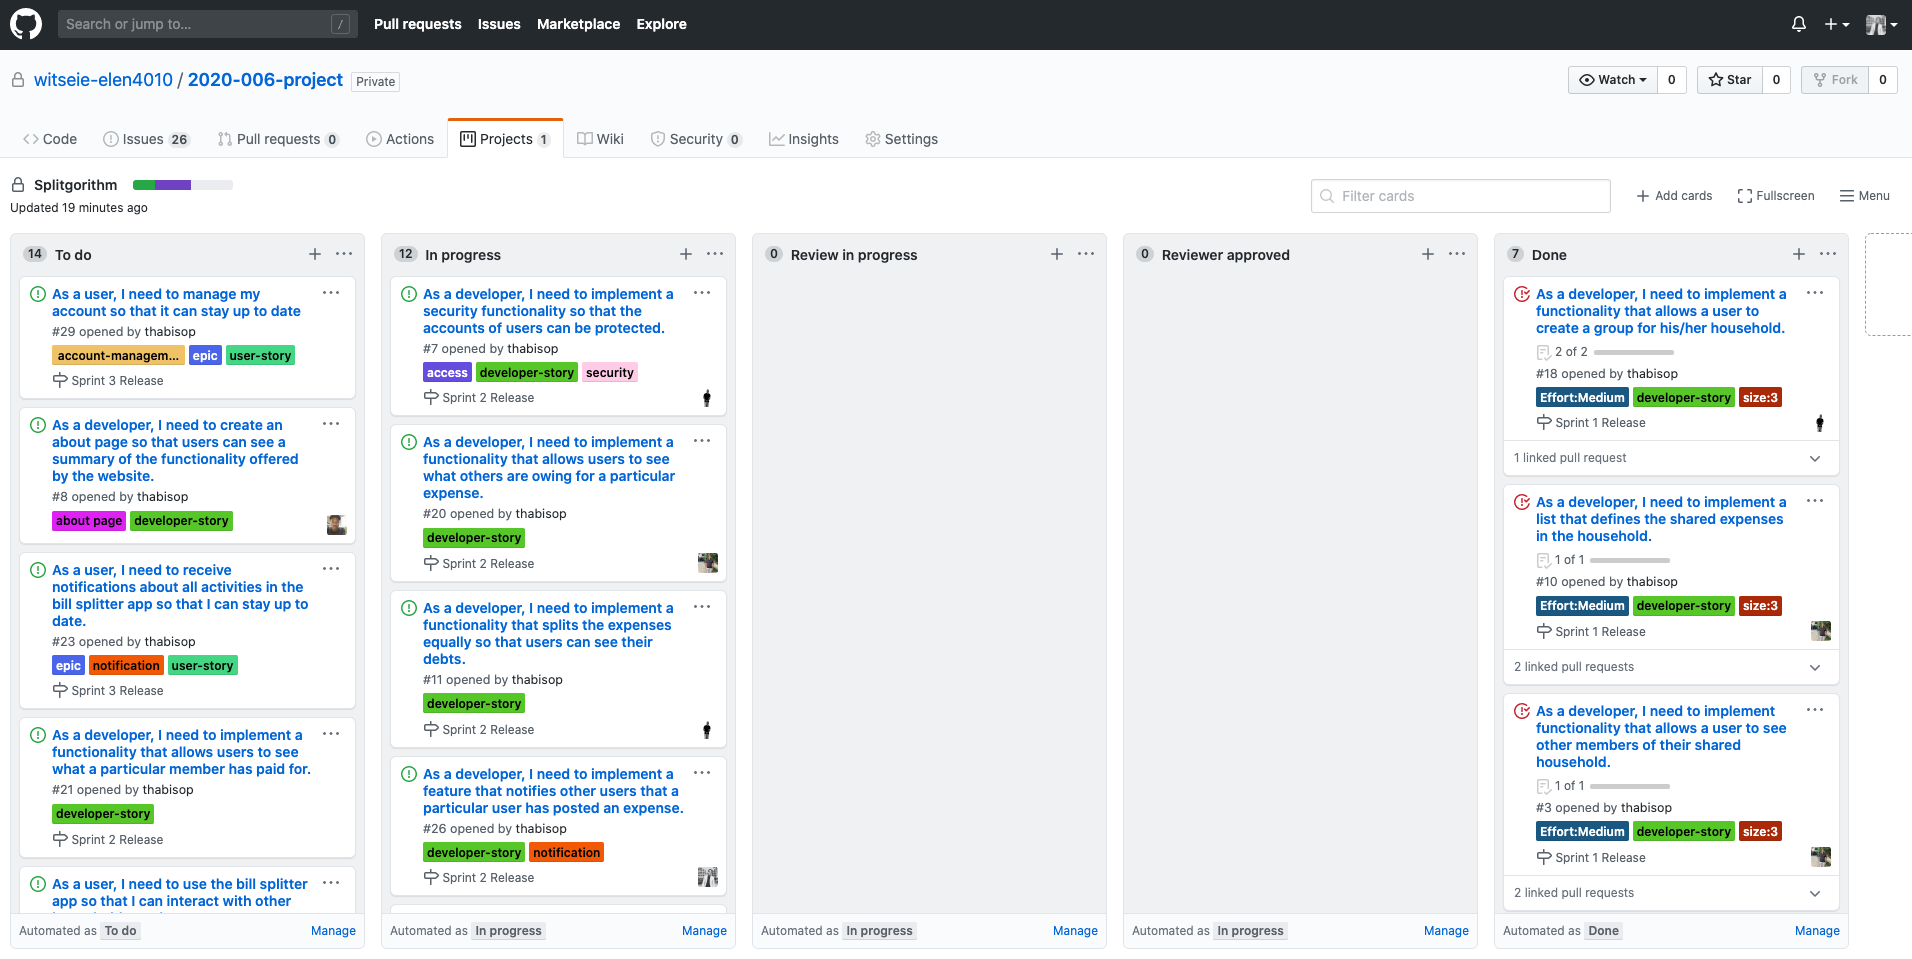 Search or jump to... /
Pull requests Issues Marketplace Explore
witseie-elen4010 / 2020-006-project Private
Watch 0 Star 0 Fork 0
Code Issues 26 Pull requests 0 Actions Projects 1 Wiki Security 0 Insights Settings
Splitgorithm
Updated 19 minutes ago
Filter cards
Add cards Fullscreen Menu
14 To do
As a user, I need to manage my
account so that it can stay up to date
#29 opened by thabisop
account-managem... epic user-story
Sprint 3 Release
As a developer, I need to create an
about page so that users can see a
summary of the functionality offered
by the website.
#8 opened by thabisop
about page developer-story
As a user, I need to receive
notifications about all activities in the
bill splitter app so that I can stay up to
date.
#23 opened by thabisop
epic notification user-story
Sprint 3 Release
As a developer, I need to implement a
functionality that allows users to see
what a particular member has paid for.
#21 opened by thabisop
developer-story
Sprint 2 Release
As a user, I need to use the bill splitter
app so that I can interact with other
Automated as To do Manage
12 In progress
As a developer, I need to implement a
security functionality so that the
accounts of users can be protected.
#7 opened by thabisop
access developer-story security
Sprint 2 Release
As a developer, I need to implement a
functionality that allows users to see
what others are owing for a particular
expense.
#20 opened by thabisop
developer-story
Sprint 2 Release
As a developer, I need to implement a
functionality that splits the expenses
equally so that users can see their
debts.
#11 opened by thabisop
developer-story
Sprint 2 Release
As a developer, I need to implement a
feature that notifies other users that a
particular user has posted an expense.
#26 opened by thabisop
developer-story notification
Sprint 2 Release
Automated as In progress Manage
0 Review in progress
Automated as In progress Manage
0 Reviewer approved
Automated as In progress Manage
7 Done
As a developer, I need to implement a
functionality that allows a user to
create a group for his/her household.
2 of 2
#18 opened by thabisop
Effort:Medium developer-story size:3
Sprint 1 Release
1 linked pull request
As a developer, I need to implement a
list that defines the shared expenses
in the household.
1 of 1
#10 opened by thabisop
Effort:Medium developer-story size:3
Sprint 1 Release
2 linked pull requests
As a developer, I need to implement
functionality that allows a user to see
other members of their shared
household.
1 of 1
#3 opened by thabisop
Effort:Medium developer-story size:3
Sprint 1 Release
2 linked pull requests
Automated as Done Manage